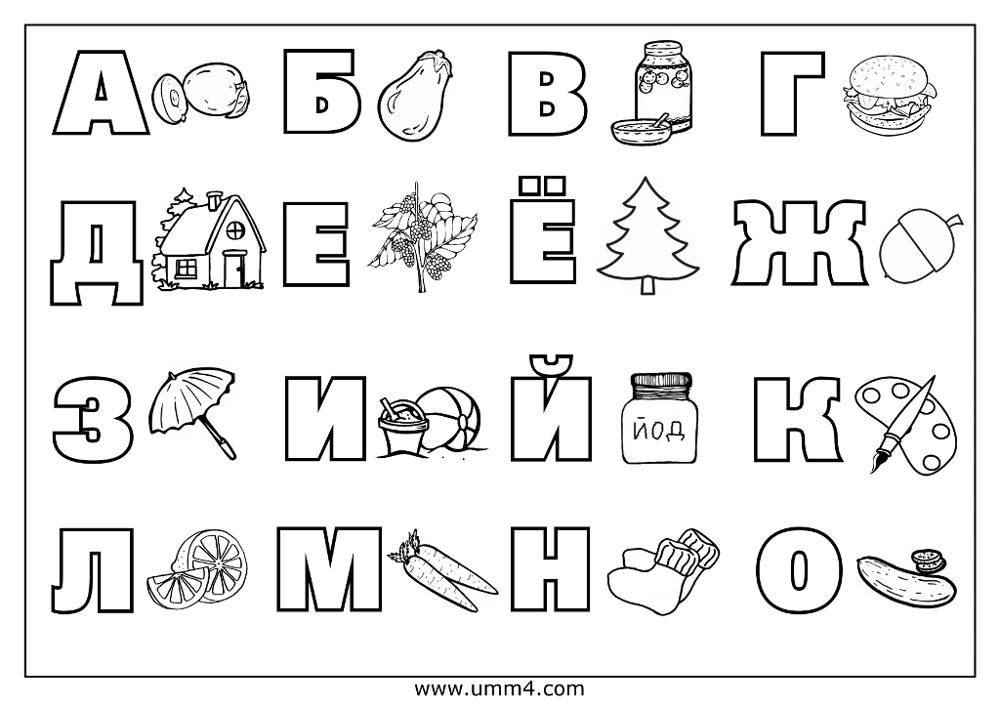 А Б В Г
Д Е Ё Ж
З И Й К
ЙОД
Л М Н О
www.umm4.com